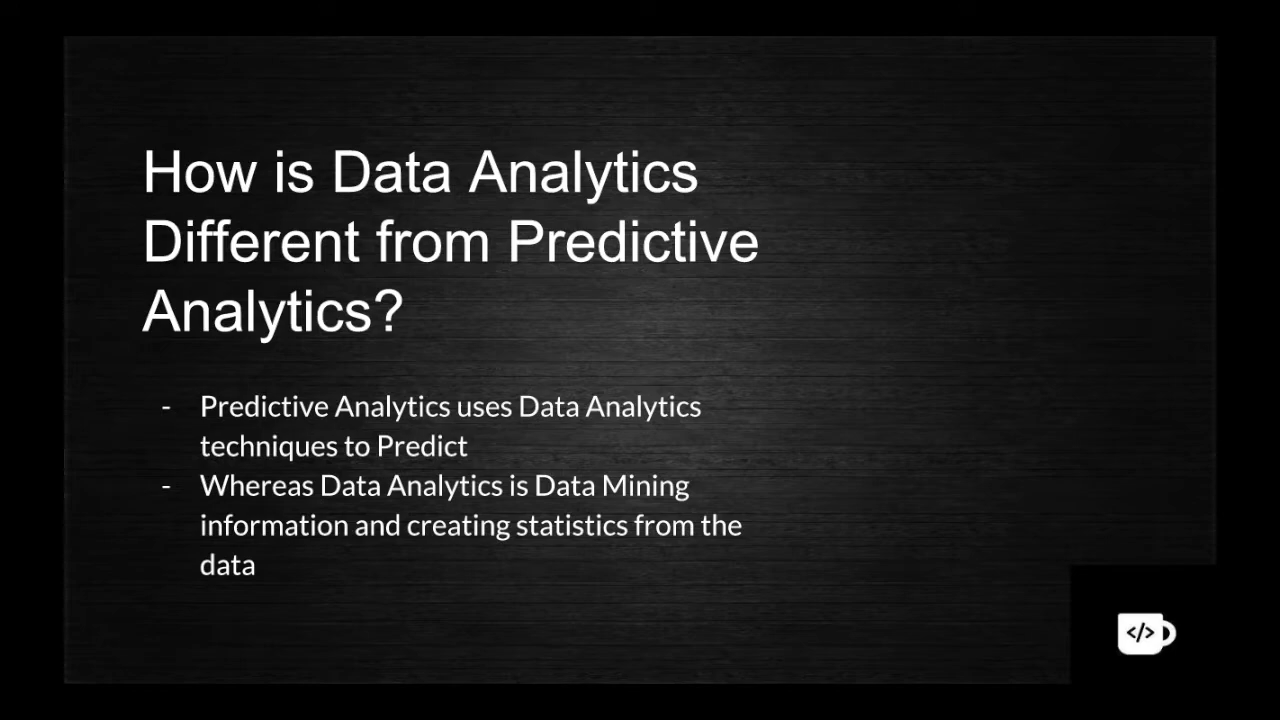 How is Data Analytics
Different from Predictive
Analytics?
- Predictive Analytics uses Data Analytics
techniques to Predict
- Whereas Data Analytics is Data Mining
information and creating statistics from the
data
</>